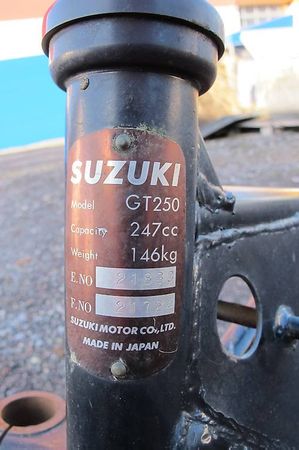 SUZUKI
Model GT250
Capacity 247cc
Weight 146kg
E.NO
F.NO
SUZUKI MOTOR CO., LTD.
MADE IN JAPAN